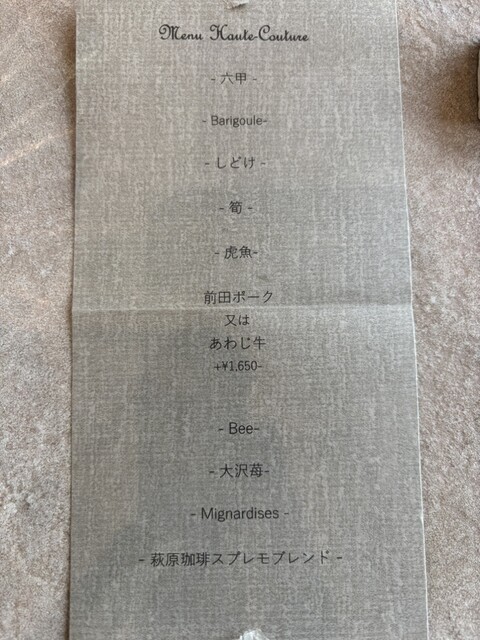 Menu Haute-Couture
- 六甲 -
- Barigoule-
- しどけ -
- 筍 -
- 虎魚-
前田ポーク
又は
あわじ牛
+¥1,650-
- Bee-
- 大沢苺-
- Mignardises -
- 萩原珈琲スプレモブレンド -